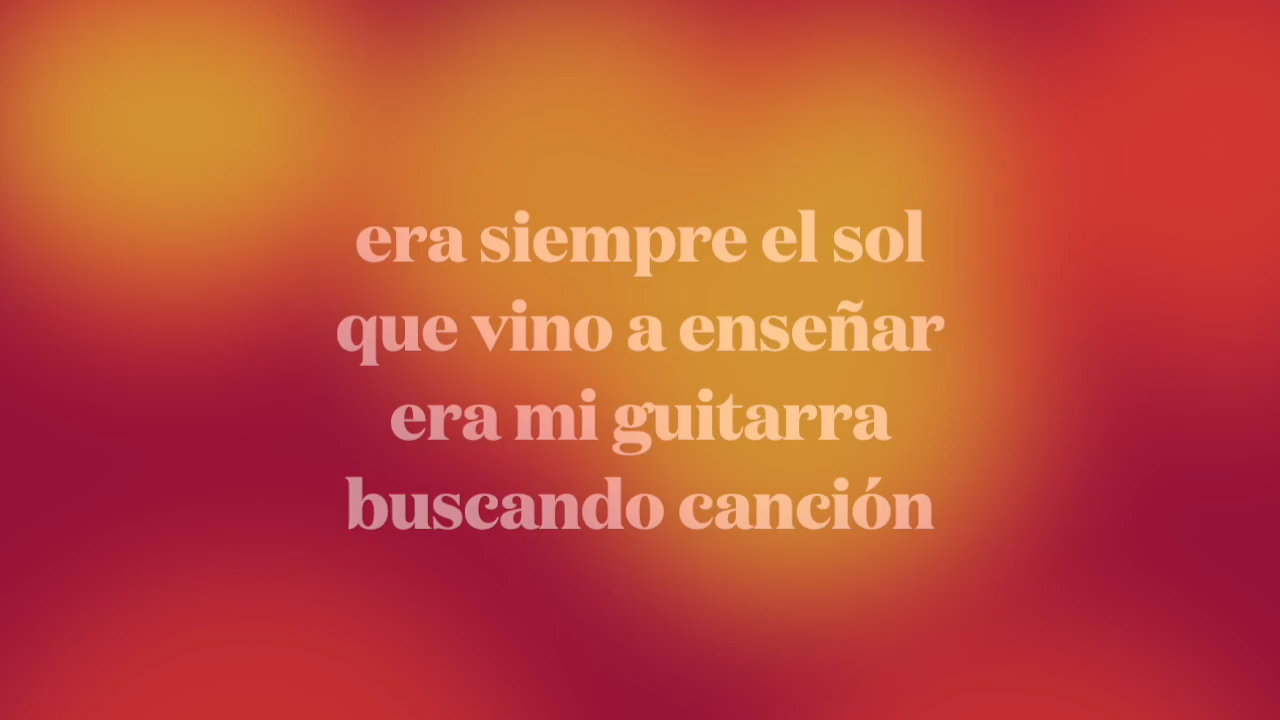 era siempre el sol
que vino a enseñar
era mi guitarra
buscando canción